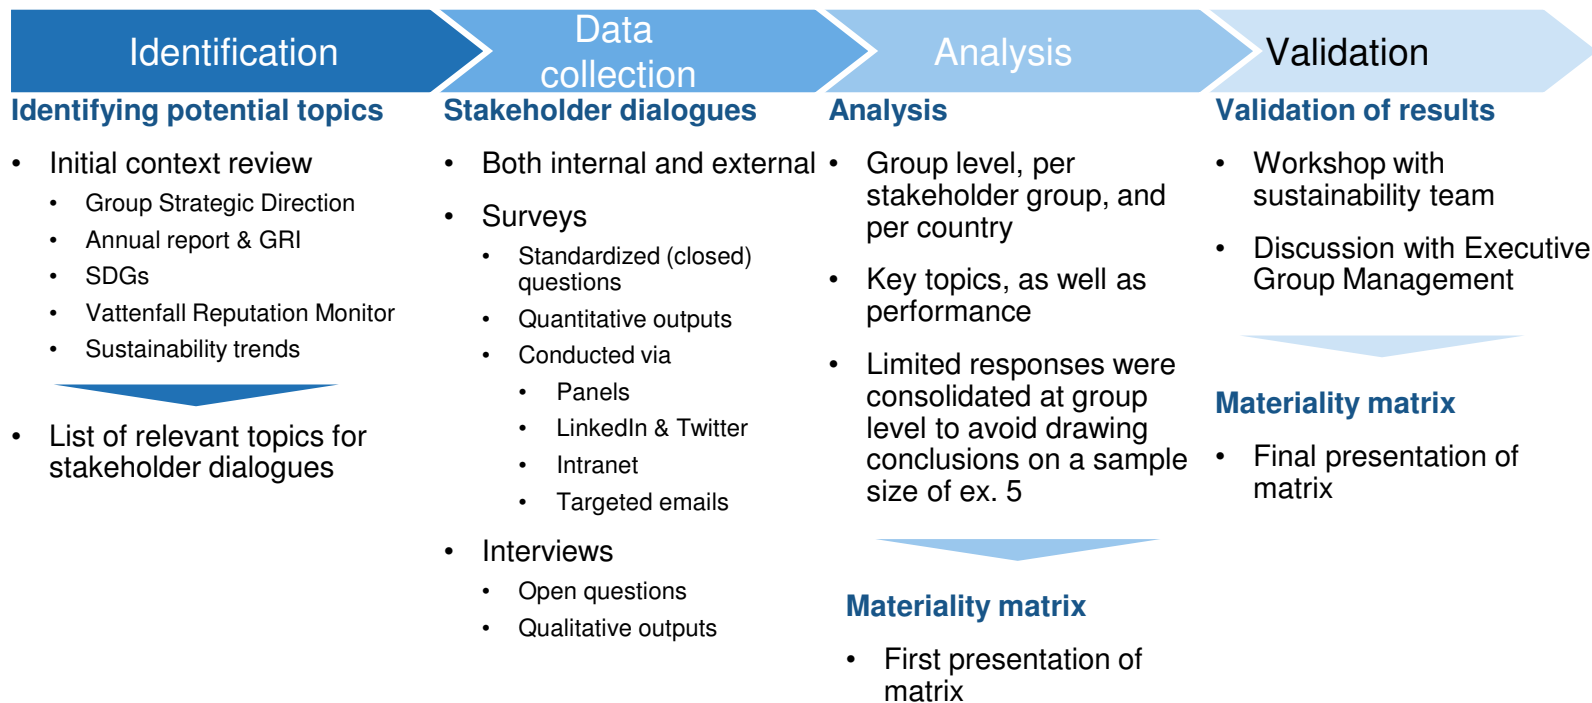 Identification
Data
collection
Analysis
Validation
Identifying potential topics
• Initial context review
• Group Strategic Direction
• Annual report & GRI
• SDGs
• Vattenfall Reputation Monitor
• Sustainability trends
• List of relevant topics for
stakeholder dialogues
Stakeholder dialogues
• Both internal and external
• Surveys
• Standardized (closed)
questions
• Quantitative outputs
• Conducted via
• Panels
• LinkedIn & Twitter
• Intranet
• Targeted emails
• Interviews
• Open questions
• Qualitative outputs
Analysis
• Group level, per
stakeholder group, and
per country
• Key topics, as well as
performance
• Limited responses were
consolidated at group
level to avoid drawing
conclusions on a sample
size of ex. 5
Materiality matrix
• First presentation of
matrix
Validation of results
• Workshop with
sustainability team
• Discussion with Executive
Group Management
Materiality matrix
• Final presentation of
matrix